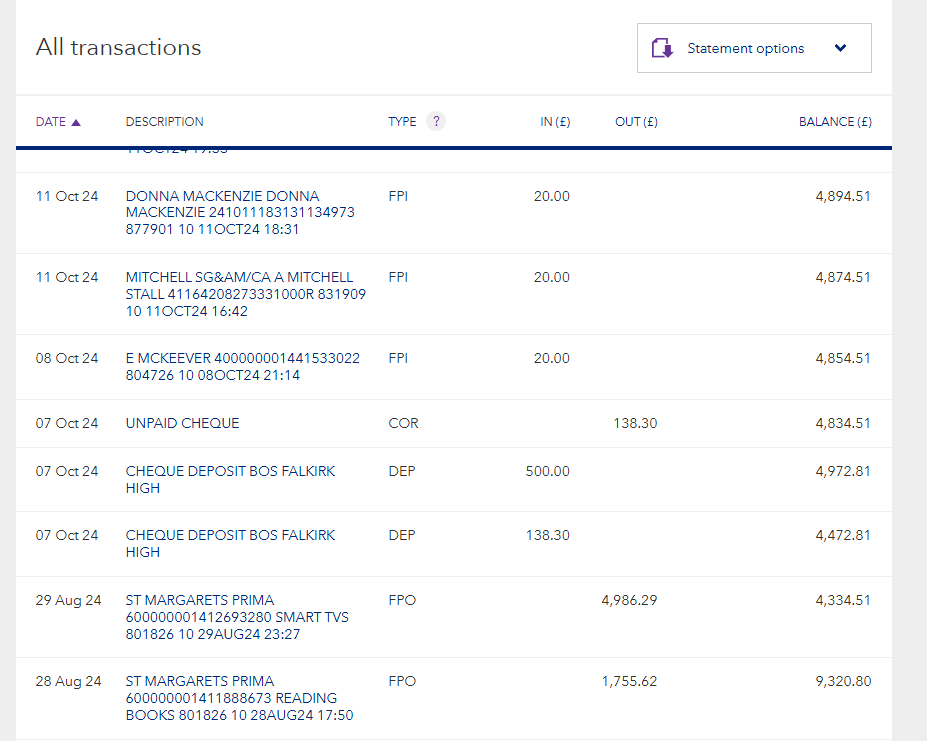 All transactions
Statement options
DATE DESCRIPTION TYPE ? IN (£) OUT (£) BALANCE (£)
11OCT24 19:33
11 Oct 24 DONNA MACKENZIE DONNA FPI 20.00 4,894.51
MACKENZIE 241011183131134973
877901 10 11OCT24 18:31
11 Oct 24 MITCHELL SG&AM/CA A MITCHELL FPI 20.00 4,874.51
STALL 41164208273331000R 831909
10 11OCT24 16:42
08 Oct 24 E MCKEEVER 400000001441533022 FPI 20.00 4,854.51
804726 10 08OCT24 21:14
07 Oct 24 UNPAID CHEQUE COR 138.30 4,834.51
07 Oct 24 CHEQUE DEPOSIT BOS FALKIRK DEP 500.00 4,972.81
HIGH
07 Oct 24 CHEQUE DEPOSIT BOS FALKIRK DEP 138.30 4,472.81
HIGH
29 Aug 24 ST MARGARETS PRIMA FPO 4,986.29 4,334.51
600000001412693280 SMART TVS
801826 10 29AUG24 23:27
28 Aug 24 ST MARGARETS PRIMA FPO 1,755.62 9,320.80
600000001411888673 READING
BOOKS 801826 10 28AUG24 17:50